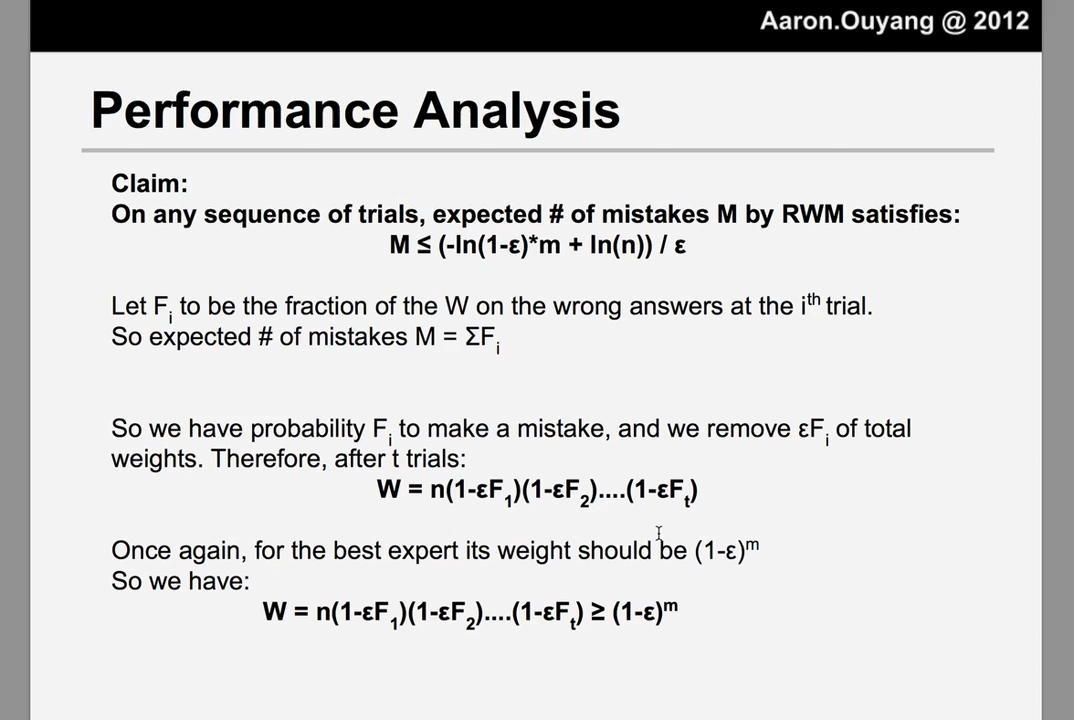 Aaron.Ouyang @ 2012
Performance Analysis
Claim:
On any sequence of trials, expected # of mistakes M by RWM satisfies:
M ≤ (-ln(1-ε)*m + ln(n)) / ε
Let Fᵢ to be the fraction of the W on the wrong answers at the iᵗʰ trial.
So expected # of mistakes M = ΣFᵢ
So we have probability Fᵢ to make a mistake, and we remove εFᵢ of total
weights. Therefore, after t trials:
W = n(1-εF₁)(1-εF₂)....(1-εFₜ)
Once again, for the best expert its weight should be (1-ε)ᵐ
So we have:
W = n(1-εF₁)(1-εF₂)....(1-εFₜ) ≥ (1-ε)ᵐ